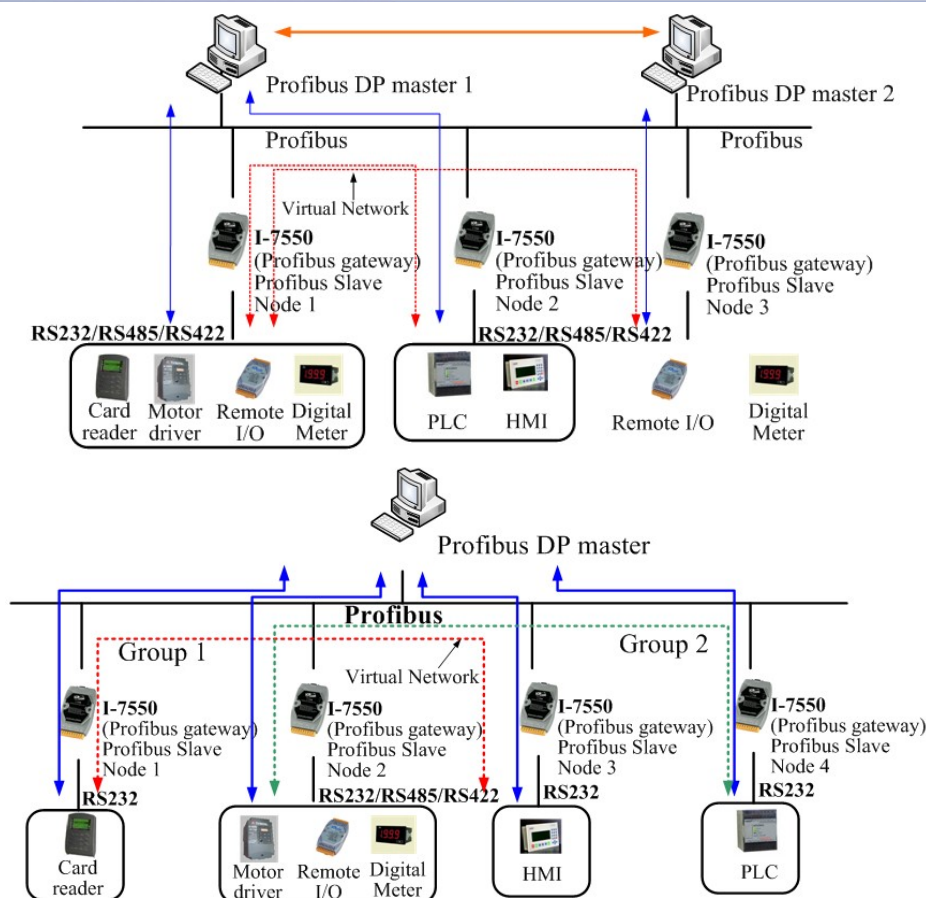 Profibus DP master 1
Profibus DP master 2
Profibus
Profibus
Virtual Network
I-7550
(Profibus gateway)
Profibus Slave
Node 1
I-7550
(Profibus gateway)
Profibus Slave
Node 2
I-7550
(Profibus gateway)
Profibus Slave
Node 3
RS232/RS485/RS422
RS232/RS485/RS422
Card
reader
Motor
driver
Remote
I/O
1999
Digital
Meter
PLC
HMI
Remote I/O
1999
Digital
Meter
Profibus DP master
Profibus
Group 1
Group 2
Virtual Network
I-7550
(Profibus gateway)
Profibus Slave
Node 1
I-7550
(Profibus gateway)
Profibus Slave
Node 2
I-7550
(Profibus gateway)
Profibus Slave
Node 3
I-7550
(Profibus gateway)
Profibus Slave
Node 4
RS232
RS232/RS485/RS422
RS232
RS232
Card
reader
Motor
driver
Remote
I/O
1999
Digital
Meter
HMI
PLC